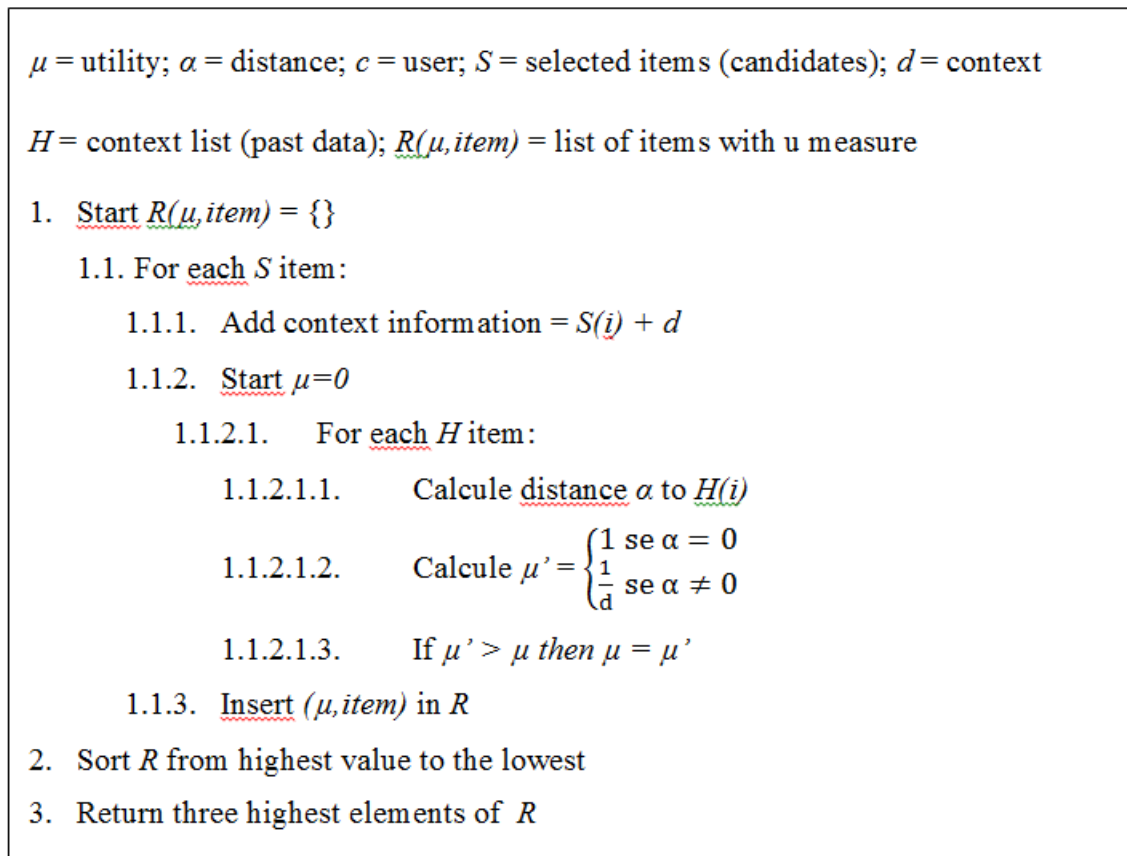 μ = utility; α = distance; c = user; S = selected items (candidates); d = context
H = context list (past data); R(μ,item) = list of items with u measure
1. Start R(μ,item) = {}
1.1. For each S item:
1.1.1. Add context information = S(i) + d
1.1.2. Start μ=0
1.1.2.1. For each H item:
1.1.2.1.1. Calcule distance α to H(i)
1.1.2.1.2. Calcule μ’ = {1 se α = 0
1/d se α ≠ 0
1.1.2.1.3. If μ’ > μ then μ = μ’
1.1.3. Insert (μ,item) in R
2. Sort R from highest value to the lowest
3. Return three highest elements of R